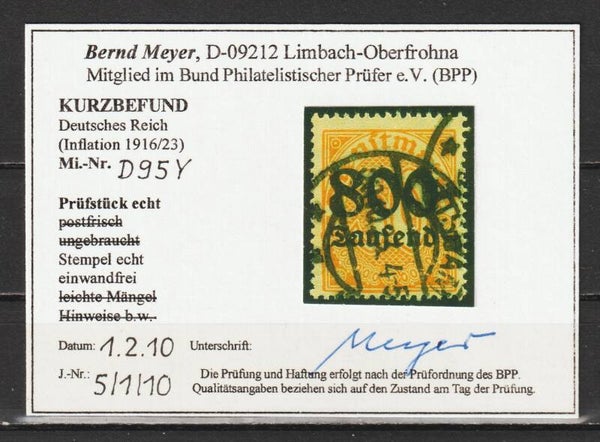 Bernd Meyer, D-09212 Limbach-Oberfrohna
Mitglied im Bund Philatelistischer Prüfer e.V. (BPP)
KURZBEFUND
Deutsches Reich
(Inflation 1916/23)
Mi.-Nr. D95Y
Prüfstück echt
postfrisch
ungebraucht
Stempel echt
einwandfrei
leichte Mängel
Hinweise b.w.
800
Tausend
Datum: 1.2.10 Unterschrift: Meyer
J.-Nr.: 5/1/10
Die Prüfung und Haftung erfolgt nach der Prüfordnung des BPP.
Qualitätsangaben beziehen sich auf den Zustand am Tag der Prüfung.